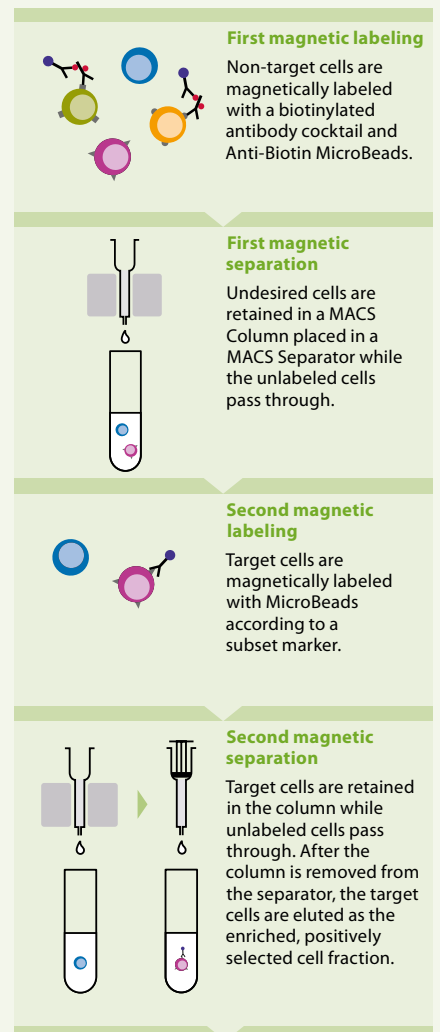 First magnetic labeling
Non-target cells are
magnetically labeled
with a biotinylated
antibody cocktail and
Anti-Biotin MicroBeads.
First magnetic
separation
Undesired cells are
retained in a MACS
Column placed in a
MACS Separator while
the unlabeled cells
pass through.
Second magnetic
labeling
Target cells are
magnetically labeled
with MicroBeads
according to a
subset marker.
Second magnetic
separation
Target cells are retained
in the column while
unlabeled cells pass
through. After the
column is removed from
the separator, the target
cells are eluted as the
enriched, positively
selected cell fraction.